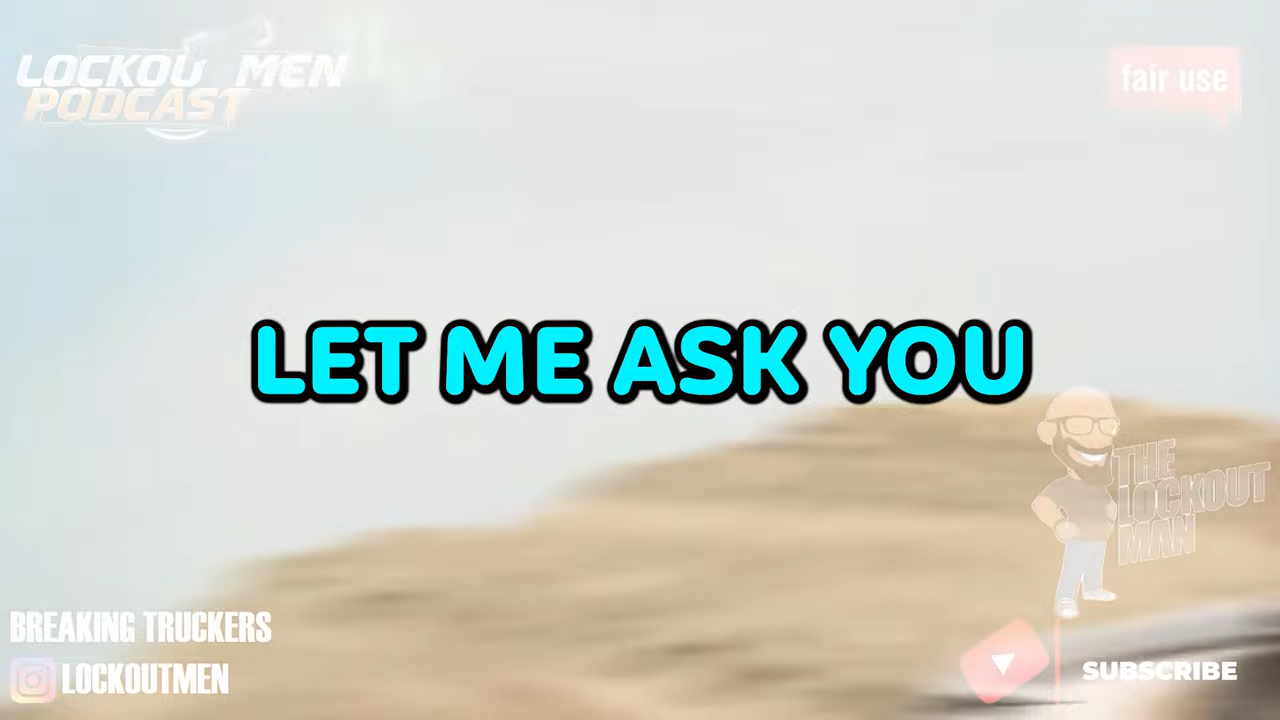 LOCKOU MEN
PODCAST
fair use
LET ME ASK YOU
THE
LOCKOUT
MAN
BREAKING TRUCKERS
LOCKOUTMEN
SUBSCRIBE